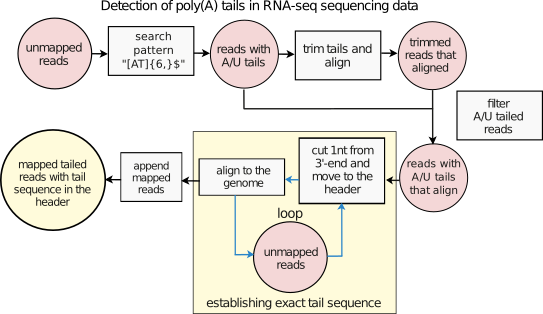 Detection of poly(A) tails in RNA-seq sequencing data
unmapped
reads
search
pattern
"[AT]{6,}$"
reads with
A/U tails
trim tails and
align
trimmed
reads that
aligned
filter
A/U tailed
reads
mapped tailed
reads with tail
sequence in the
header
append
mapped
reads
align to the
genome
cut 1nt from
3'-end and
move to the
header
reads with
A/U tails
that align
loop
unmapped
reads
establishing exact tail sequence